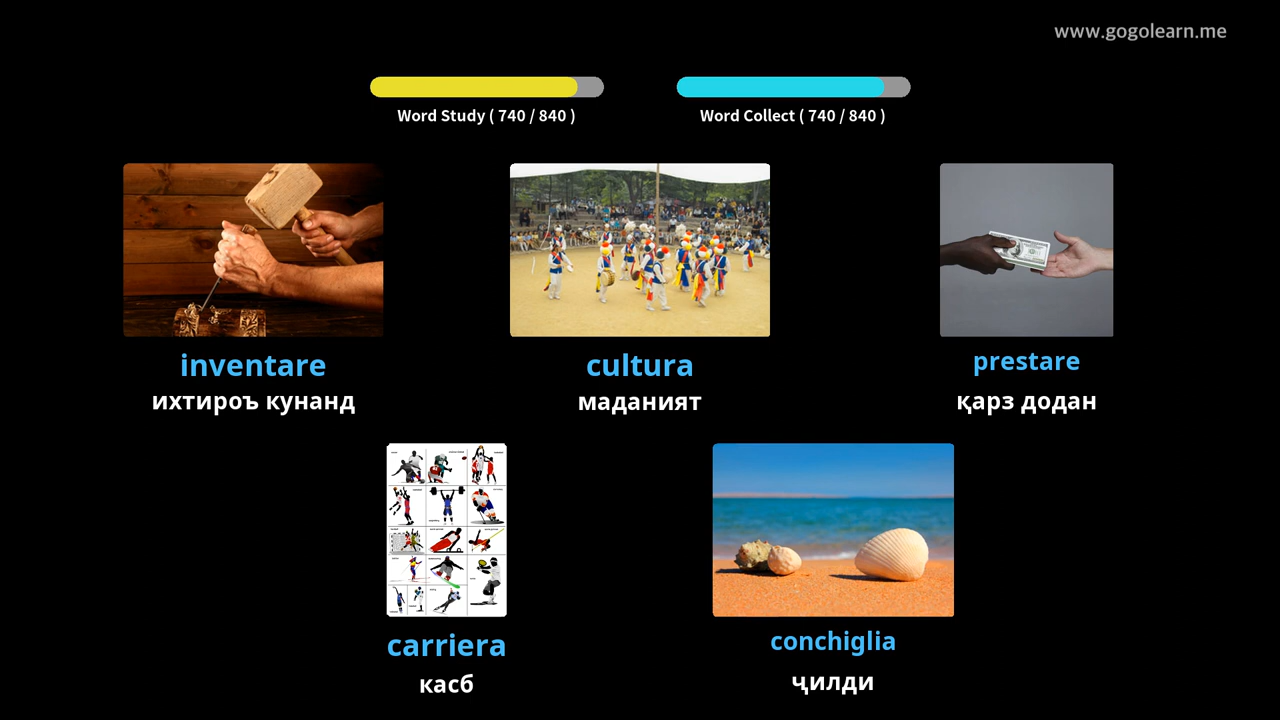 www.gogolearn.me
Word Study ( 740 / 840 )
Word Collect ( 740 / 840 )
inventare
ихтироъ кунанд
cultura
маданият
prestare
қарз додан
carriera
касб
conchiglia
ҷилди